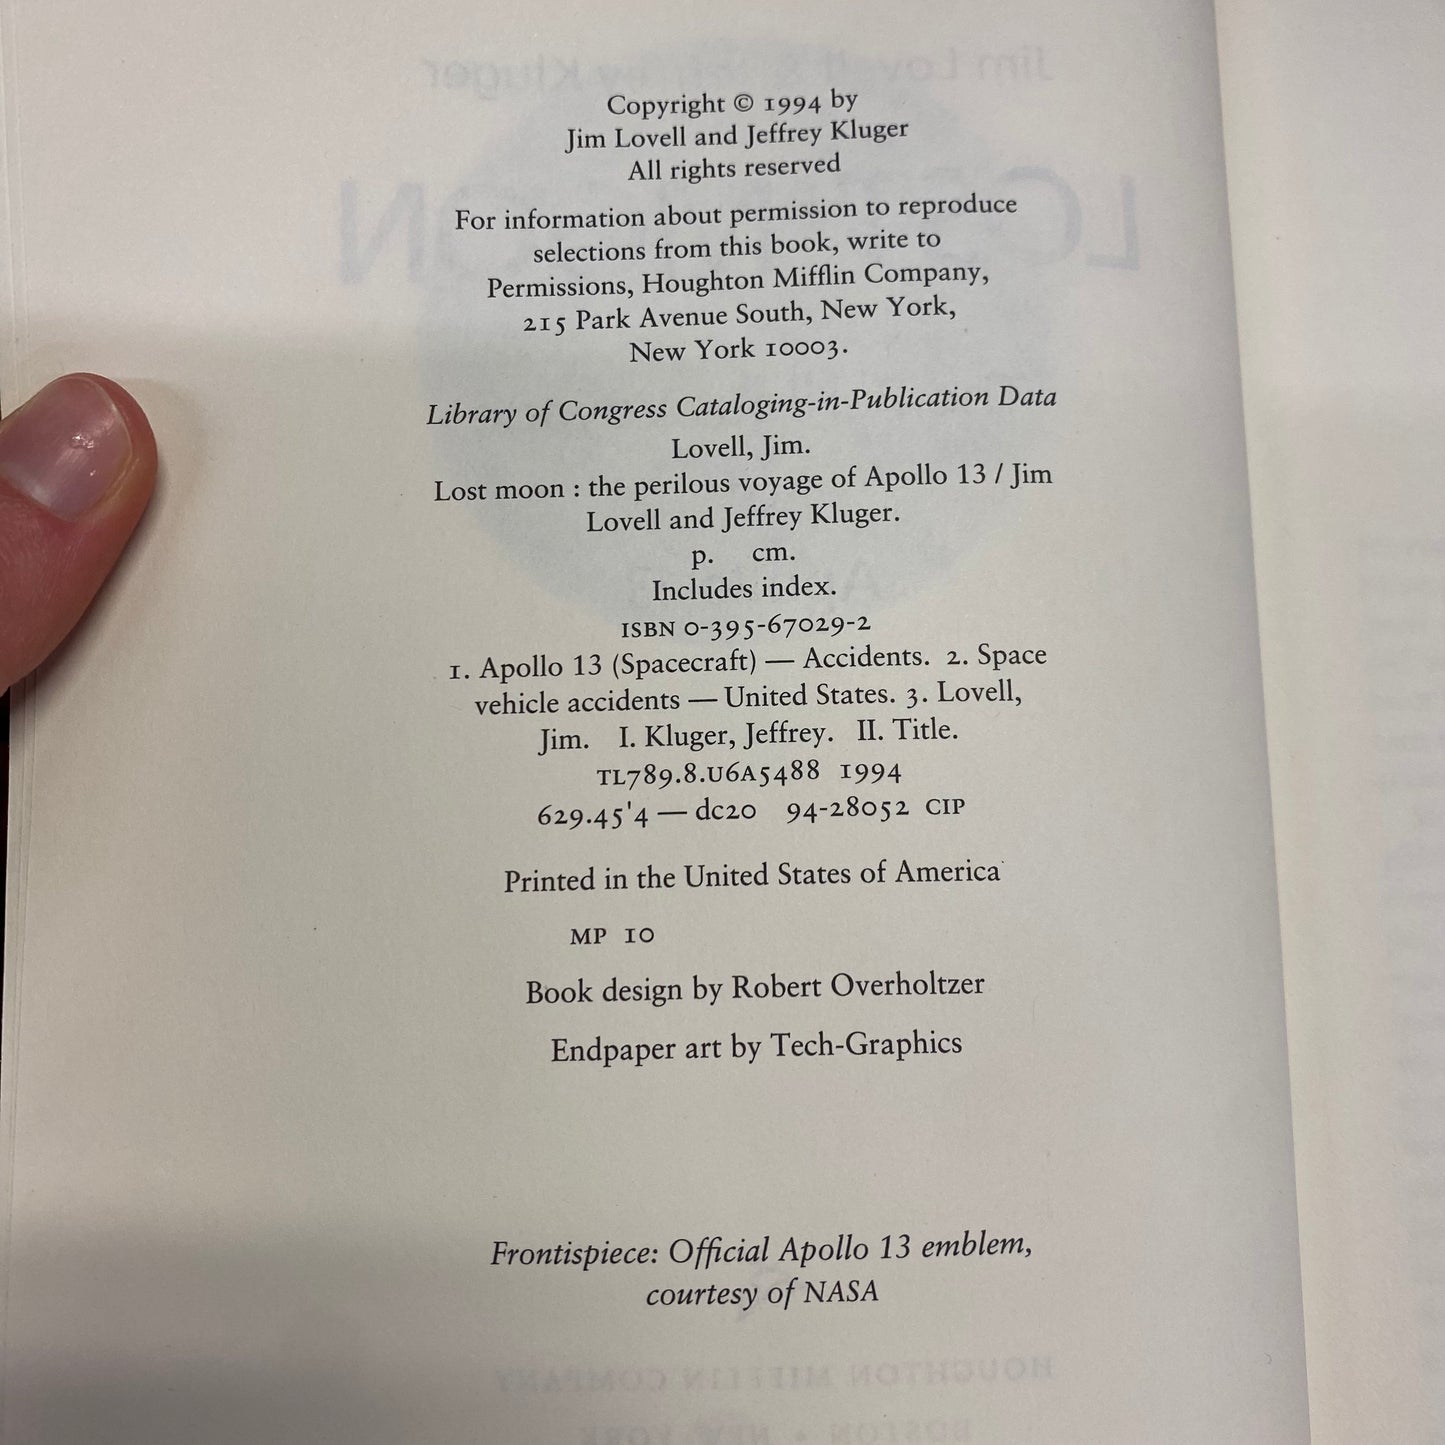 Copyright © 1994 by
Jim Lovell and Jeffrey Kluger
All rights reserved
For information about permission to reproduce
selections from this book, write to
Permissions, Houghton Mifflin Company,
215 Park Avenue South, New York,
New York 10003.
Library of Congress Cataloging-in-Publication Data
Lovell, Jim.
Lost moon : the perilous voyage of Apollo 13 / Jim
Lovell and Jeffrey Kluger.
p. cm.
Includes index.
ISBN 0-395-67029-2
1. Apollo 13 (Spacecraft) — Accidents. 2. Space
vehicle accidents — United States. 3. Lovell,
Jim. I. Kluger, Jeffrey. II. Title.
TL789.8.U6A5488 1994
629.45'4 — dc20 94-28052 CIP
Printed in the United States of America
MP 10
Book design by Robert Overholtzer
Endpaper art by Tech-Graphics
Frontispiece: Official Apollo 13 emblem,
courtesy of NASA